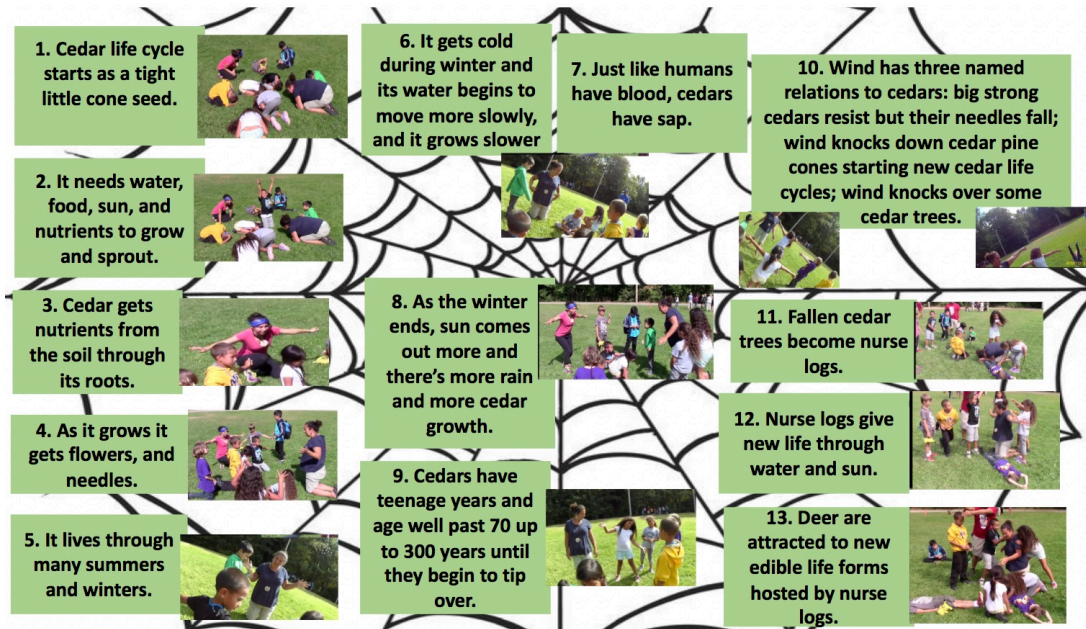 1. Cedar life cycle
starts as a tight
little cone seed.
2. It needs water,
food, sun, and
nutrients to grow
and sprout.
3. Cedar gets
nutrients from
the soil through
its roots.
4. As it grows it
gets flowers, and
needles.
5. It lives through
many summers
and winters.
6. It gets cold
during winter and
its water begins to
move more slowly,
and it grows slower
7. Just like humans
have blood, cedars
have sap.
8. As the winter
ends, sun comes
out more and
there’s more rain
and more cedar
growth.
9. Cedars have
teenage years and
age well past 70 up
to 300 years until
they begin to tip
over.
10. Wind has three named
relations to cedars: big strong
cedars resist but their needles fall;
wind knocks down cedar pine
cones starting new cedar life
cycles; wind knocks over some
cedar trees.
11. Fallen cedar
trees become nurse
logs.
12. Nurse logs give
new life through
water and sun.
13. Deer are
attracted to new
edible life forms
hosted by nurse
logs.